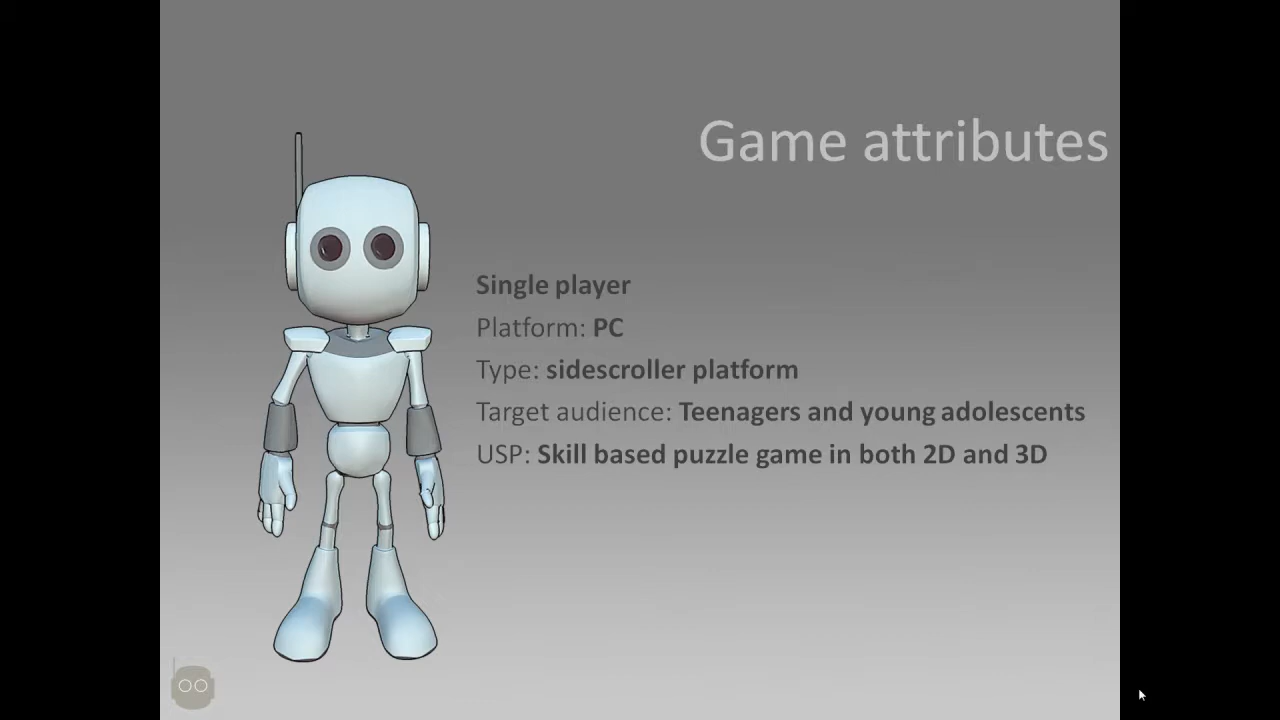 Game attributes
Single player
Platform: PC
Type: sidescroller platform
Target audience: Teenagers and young adolescents
USP: Skill based puzzle game in both 2D and 3D